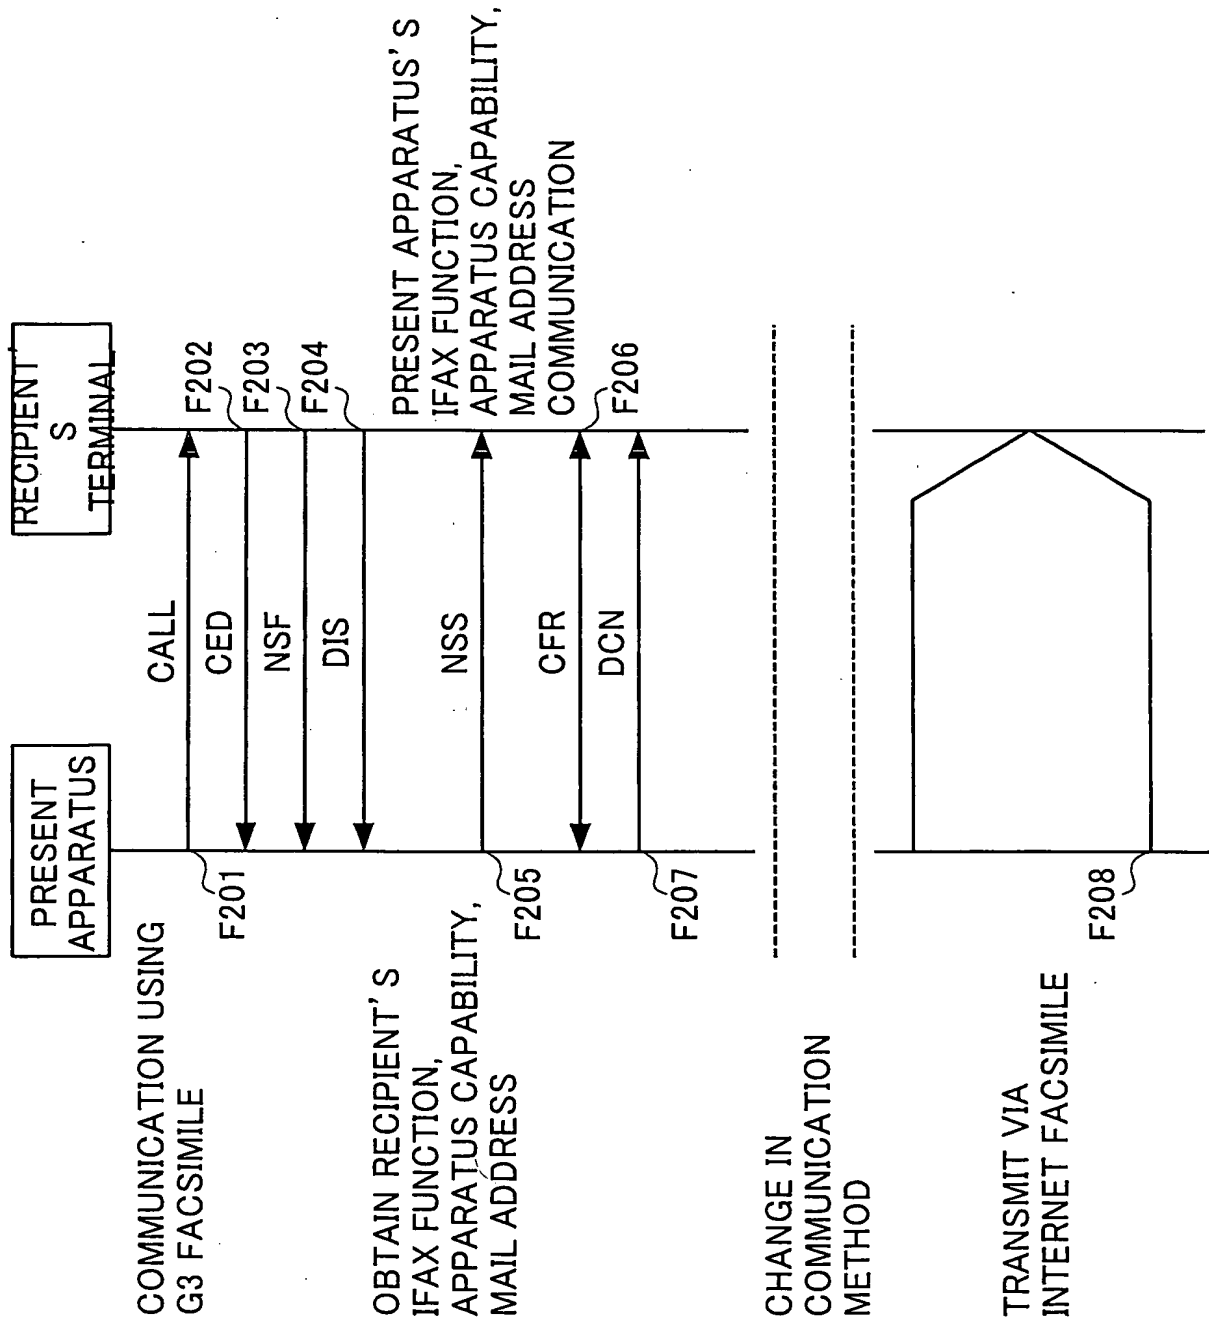 PRESENT
APPARATUS
RECIPIENT'
S
TERMINAL
COMMUNICATION USING
G3 FACSIMILE
F201
CALL
CED
F202
NSF
F203
DIS
F204
OBTAIN RECIPIENT'S
IFAX FUNCTION,
APPARATUS CAPABILITY,
MAIL ADDRESS
F205
NSS
PRESENT APPARATUS'S
IFAX FUNCTION,
APPARATUS CAPABILITY,
MAIL ADDRESS
COMMUNICATION
CFR
F206
DCN
F207
CHANGE IN
COMMUNICATION
METHOD
TRANSMIT VIA
INTERNET FACSIMILE
F208